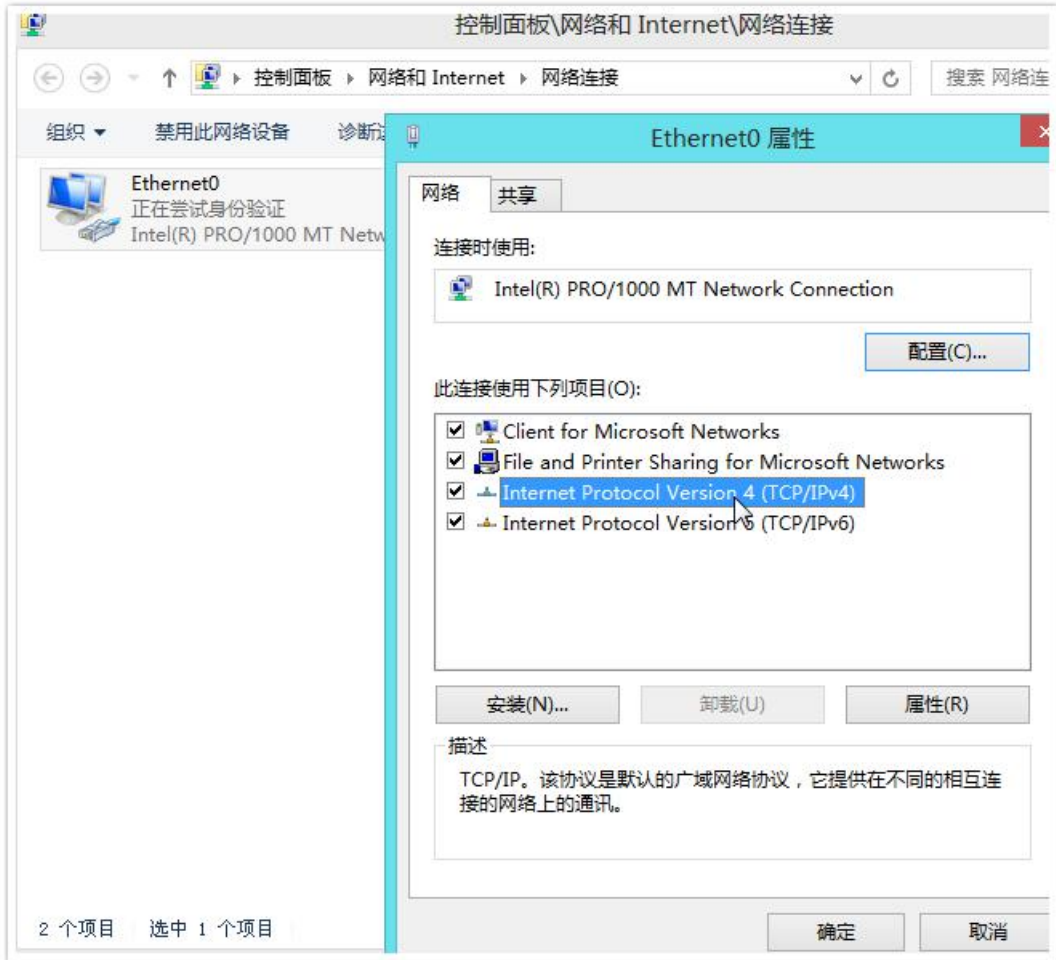 控制面板\网络和 Internet\网络连接
控制面板 网络和 Internet 网络连接
搜索 网络连
组织 禁用此网络设备 诊断
Ethernet0
正在尝试身份验证
Intel(R) PRO/1000 MT Netw
Ethernet0 属性
网络 共享
连接时使用:
Intel(R) PRO/1000 MT Network Connection
配置(C)...
此连接使用下列项目(O):
Client for Microsoft Networks
File and Printer Sharing for Microsoft Networks
Internet Protocol Version 4 (TCP/IPv4)
Internet Protocol Version 6 (TCP/IPv6)
安装(N)... 卸载(U) 属性(R)
描述
TCP/IP。该协议是默认的广域网络协议，它提供在不同的相互连
接的网络上的通讯。
确定 取消
2 个项目 选中 1 个项目